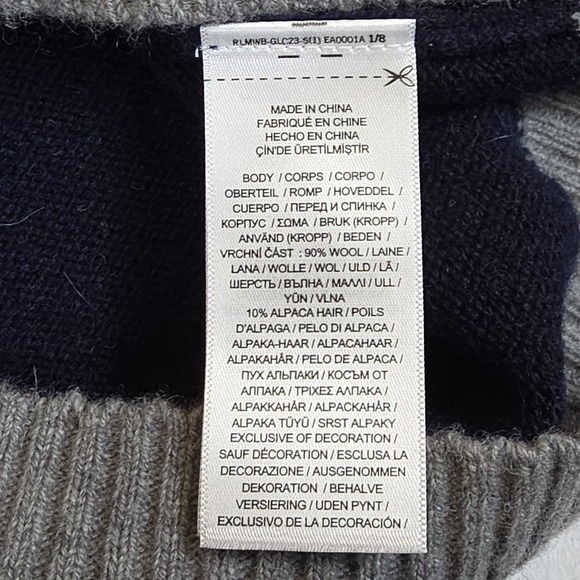 RLMWB-GLC23-5(1) EA0001A 1/8
MADE IN CHINA
FABRIQUÉ EN CHINE
HECHO EN CHINA
ÇİN'DE ÜRETİLMİŞTİR
BODY / CORPS / CORPO /
OBERTEIL / ROMP / HOVEDDEL /
CUERPO / ПЕРЕД И СПИНКА /
КОРПУС / ΣΩΜΑ / BRUK (KROPP) /
ANVÄND (KROPP) / BEDEN /
VRCHNÍ ČÁST : 90% WOOL / LAINE /
LANA / WOLLE / WOL / ULD / LÃ /
ШЕРСТЬ / ВЪЛНА / ΜΑΛΛΙ / ULL /
YÜN / VLNA
10% ALPACA HAIR / POILS
D'ALPAGA / PELO DI ALPACA /
ALPAKA-HAAR / ALPACAHAAR /
ALPAKAHÅR / PELO DE ALPACA /
ПУХ АЛЬПАКИ / КОСЪМ ОТ
АЛПАКА / ΤΡΙΧΕΣ ΑΛΠΑΚΑ /
ALPAKKAHÅR / ALPACKAHÅR /
ALPAKA TÜYÜ / SRST ALPAKY
EXCLUSIVE OF DECORATION /
SAUF DÉCORATION / ESCLUSA LA
DECORAZIONE / AUSGENOMMEN
DEKORATION / BEHALVE
VERSIERING / UDEN PYNT /
EXCLUSIVO DE LA DECORACIÓN /